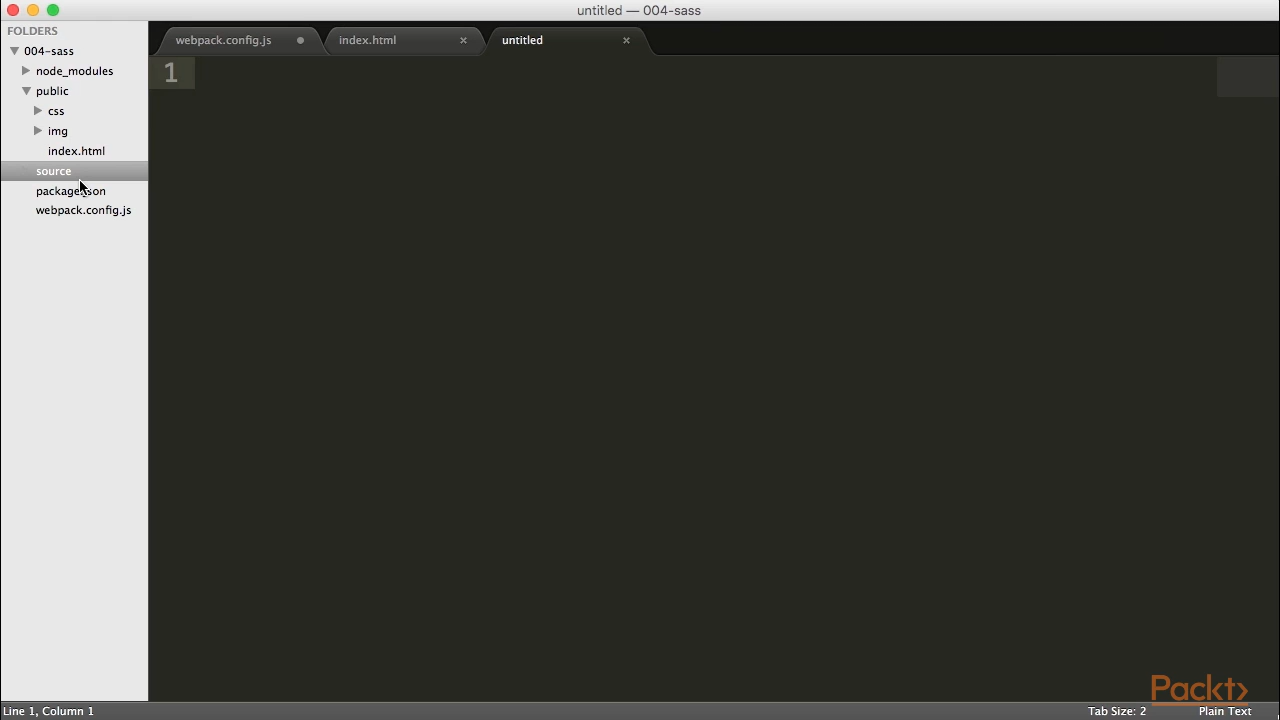 untitled — 004-sass
FOLDERS
004-sass
node_modules
public
css
img
index.html
source
package.json
webpack.config.js
webpack.config.js
index.html
untitled
1
Packt
Line 1, Column 1
Tab Size: 2
Plain Text